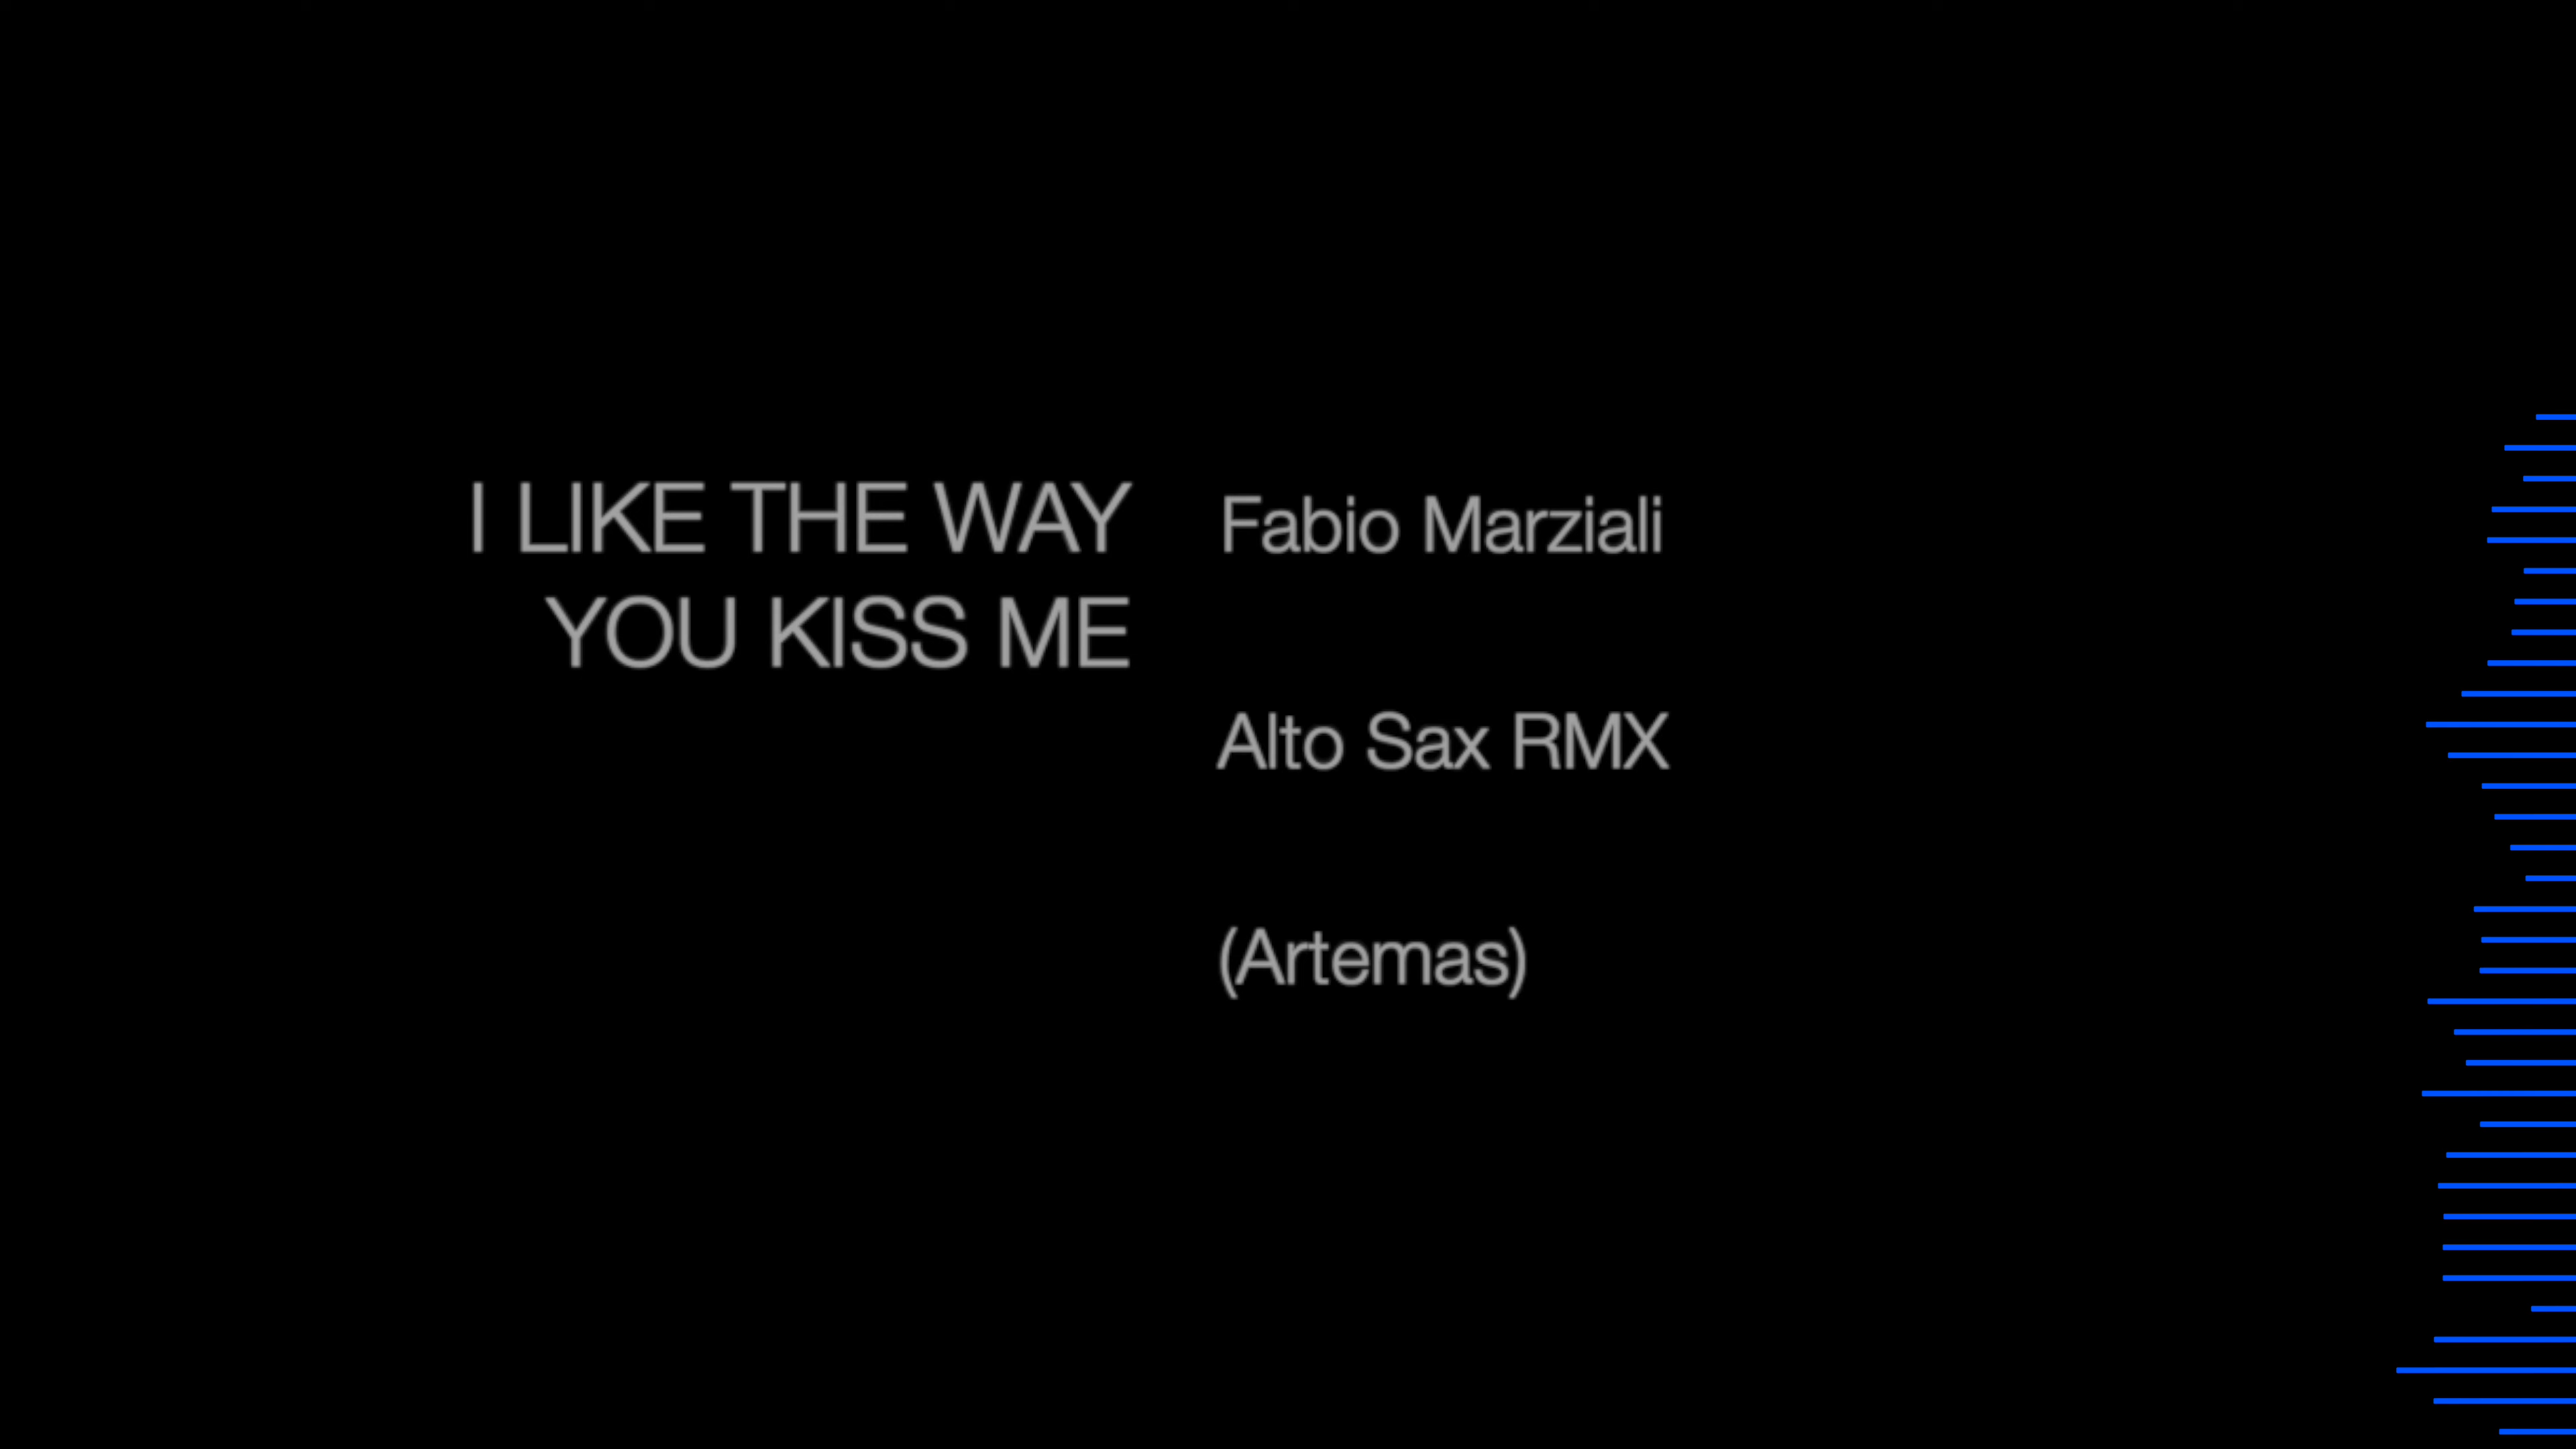 I LIKE THE WAY
YOU KISS ME
Fabio Marziali
Alto Sax RMX
(Artemas)